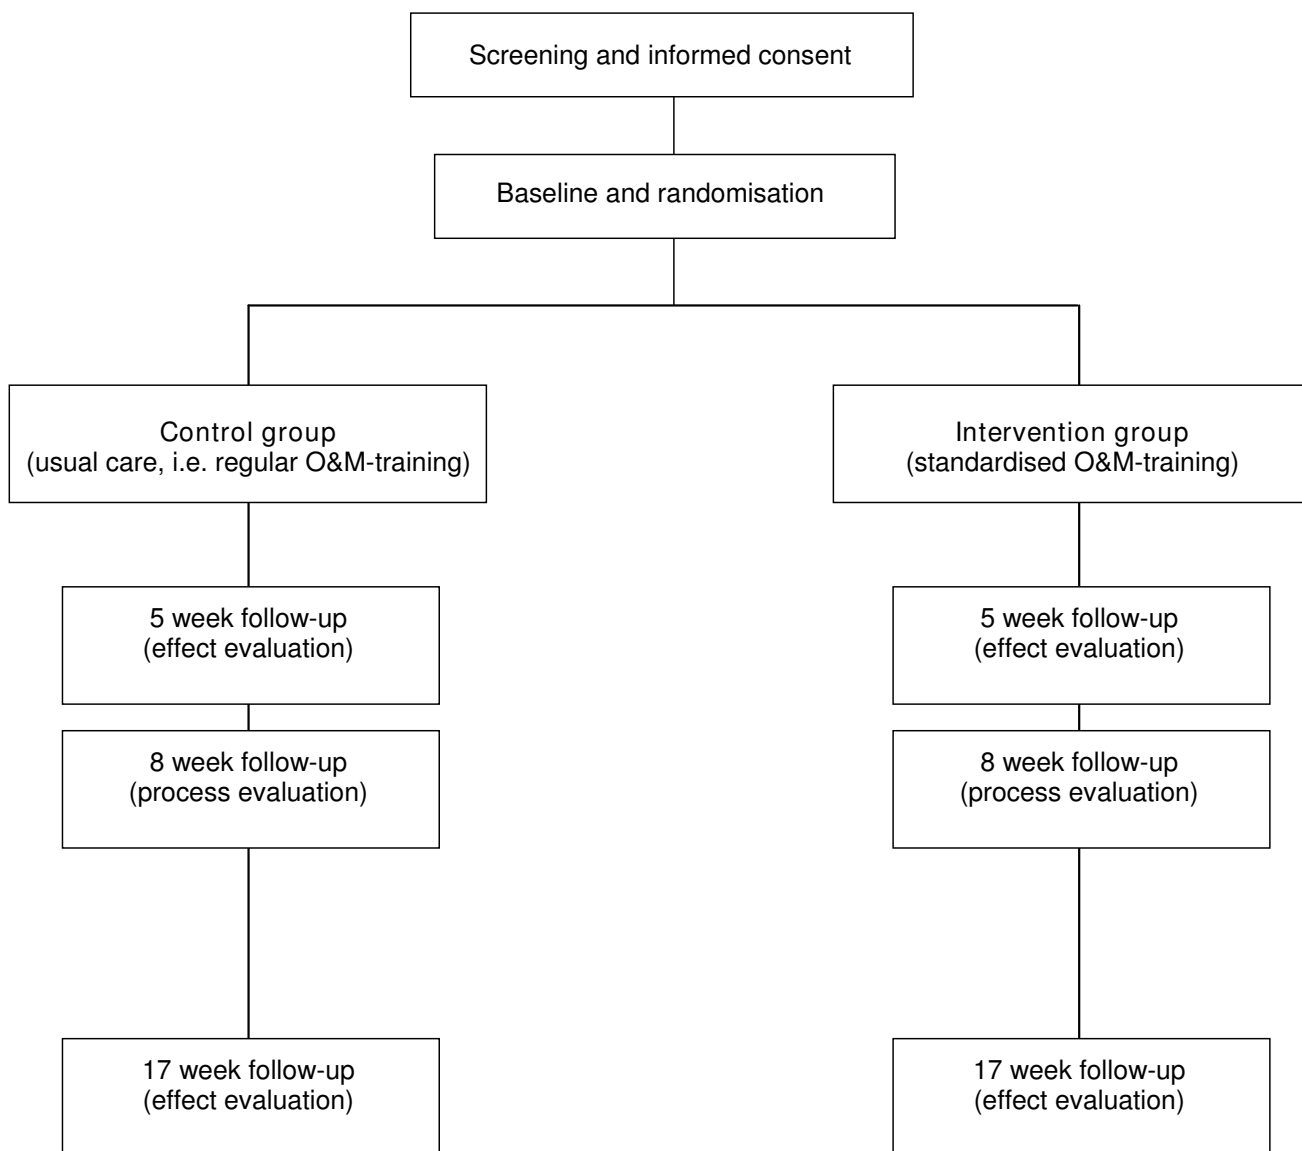 Screening and informed consent
Baseline and randomisation
Control group
(usual care, i.e. regular O&M-training)
Intervention group
(standardised O&M-training)
5 week follow-up
(effect evaluation)
5 week follow-up
(effect evaluation)
8 week follow-up
(process evaluation)
8 week follow-up
(process evaluation)
17 week follow-up
(effect evaluation)
17 week follow-up
(effect evaluation)